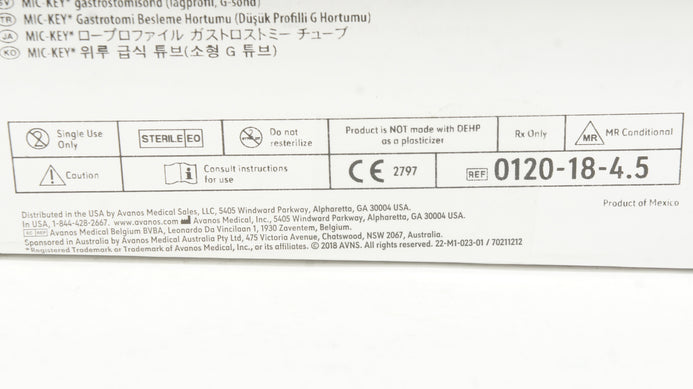 SV MIC-KEY* gastrostomisond (lågprofil, G-sond)
TR MIC-KEY* Gastrotomi Besleme Hortumu (Düşük Profilli G Hortumu)
JA MIC-KEY* ロープロファイル ガストロストミー チューブ
KO MIC-KEY* 위루 급식 튜브(소형 G 튜브)
Single Use Only
STERILE EO
Do not resterilize
Product is NOT made with DEHP as a plasticizer
Rx Only
MR MR Conditional
Caution
Consult instructions for use
CE 2797
REF 0120-18-4.5
Product of Mexico
Distributed in the USA by Avanos Medical Sales, LLC, 5405 Windward Parkway, Alpharetta, GA 30004 USA.
In USA, 1-844-428-2667. www.avanos.com Avanos Medical, Inc., 5405 Windward Parkway, Alpharetta, GA 30004 USA.
EC REP Avanos Medical Belgium BVBA, Leonardo Da Vincilaan 1, 1930 Zaventem, Belgium.
Sponsored in Australia by Avanos Medical Australia Pty Ltd, 475 Victoria Avenue, Chatswood, NSW 2067, Australia.
*Registered Trademark or Trademark of Avanos Medical, Inc., or its affiliates. © 2018 AVNS. All rights reserved. 22-M1-023-01 / 70211212